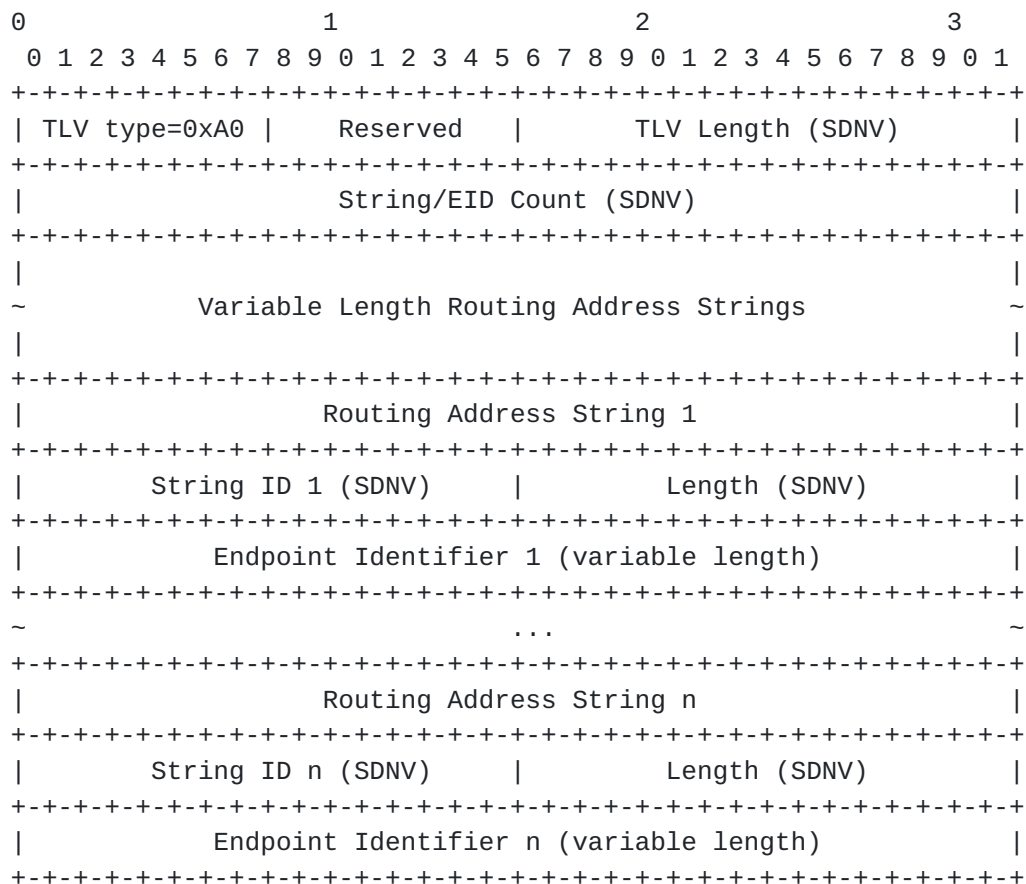 0                   1                   2                   3
 0 1 2 3 4 5 6 7 8 9 0 1 2 3 4 5 6 7 8 9 0 1 2 3 4 5 6 7 8 9 0 1
+-+-+-+-+-+-+-+-+-+-+-+-+-+-+-+-+-+-+-+-+-+-+-+-+-+-+-+-+-+-+-+-+
| TLV type=0xA0 |    Reserved   |       TLV Length (SDNV)       |
+-+-+-+-+-+-+-+-+-+-+-+-+-+-+-+-+-+-+-+-+-+-+-+-+-+-+-+-+-+-+-+-+
|                    String/EID Count (SDNV)                    |
+-+-+-+-+-+-+-+-+-+-+-+-+-+-+-+-+-+-+-+-+-+-+-+-+-+-+-+-+-+-+-+-+
|                                                               |
~           Variable Length Routing Address Strings             ~
|                                                               |
+-+-+-+-+-+-+-+-+-+-+-+-+-+-+-+-+-+-+-+-+-+-+-+-+-+-+-+-+-+-+-+-+
|                   Routing Address String 1                    |
+-+-+-+-+-+-+-+-+-+-+-+-+-+-+-+-+-+-+-+-+-+-+-+-+-+-+-+-+-+-+-+-+
|        String ID 1 (SDNV)     |         Length (SDNV)         |
+-+-+-+-+-+-+-+-+-+-+-+-+-+-+-+-+-+-+-+-+-+-+-+-+-+-+-+-+-+-+-+-+
|            Endpoint Identifier 1 (variable length)            |
+-+-+-+-+-+-+-+-+-+-+-+-+-+-+-+-+-+-+-+-+-+-+-+-+-+-+-+-+-+-+-+-+
~                               ...                             ~
+-+-+-+-+-+-+-+-+-+-+-+-+-+-+-+-+-+-+-+-+-+-+-+-+-+-+-+-+-+-+-+-+
|                   Routing Address String n                    |
+-+-+-+-+-+-+-+-+-+-+-+-+-+-+-+-+-+-+-+-+-+-+-+-+-+-+-+-+-+-+-+-+
|        String ID n (SDNV)     |         Length (SDNV)         |
+-+-+-+-+-+-+-+-+-+-+-+-+-+-+-+-+-+-+-+-+-+-+-+-+-+-+-+-+-+-+-+-+
|            Endpoint Identifier n (variable length)            |
+-+-+-+-+-+-+-+-+-+-+-+-+-+-+-+-+-+-+-+-+-+-+-+-+-+-+-+-+-+-+-+-+